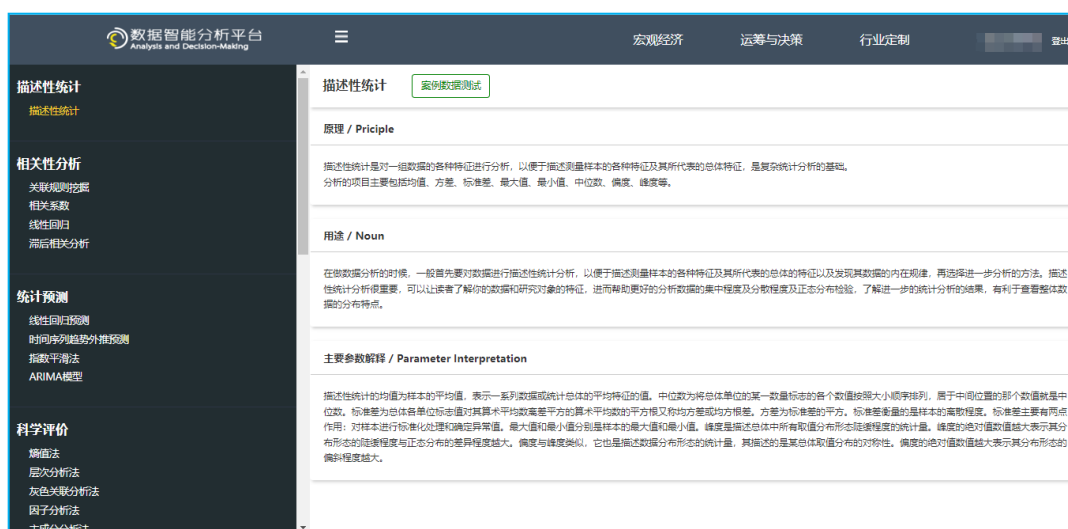 数据智能分析平台
Analysis and Decision-Making
宏观经济
运筹与决策
行业定制
登出
描述性统计
描述性统计
相关性分析
关联规则挖掘
相关系数
线性回归
滞后相关分析
统计预测
线性回归预测
时间序列趋势外推预测
指数平滑法
ARIMA模型
科学评价
熵值法
层次分析法
灰色关联分析法
因子分析法
主成分分析法
描述性统计
案例数据测试
原理 / Priciple
描述性统计是对一组数据的各种特征进行分析，以便于描述测量样本的各种特征及其所代表的总体特征，是复杂统计分析的基础。
分析的项目主要包括均值、方差、标准差、最大值、最小值、中位数、偏度、峰度等。
用途 / Noun
在做数据分析的时候，一般首先要对数据进行描述性统计分析，以便于描述测量样本的各种特征及其所代表的总体的特征以及发现其数据的内在规律，再选择进一步分析的方法。描述
性统计分析很重要，可以让读者了解你的数据和研究对象的特征，进而帮助更好的分析数据的集中程度及分散程度及正态分布检验，了解进一步的统计分析的结果，有利于查看整体数
据的分布特点。
主要参数解释 / Parameter Interpretation
描述性统计的均值为样本的平均值，表示一系列数据或统计总体的平均特征的值。中位数为将总体单位的某一数量标志的各个数值按照大小顺序排列，居于中间位置的那个数值就是中
位数。标准差为总体各单位标志值对其算术平均数离差平方的算术平均数的平方根又称均方差或均方根差。方差为标准差的平方。标准差衡量的是样本的离散程度。标准差主要有两点
作用：对样本进行标准化处理和确定异常值。最大值和最小值分别是样本的最大值和最小值。峰度是描述总体中所有取值分布形态陡缓程度的统计量。峰度的绝对值数值越大表示其分
布形态的陡缓程度与正态分布的差异程度越大。偏度与峰度类似，它也是描述数据分布形态的统计量，其描述的是某总体取值分布的对称性。偏度的绝对值数值越大表示其分布形态的
偏斜程度越大。